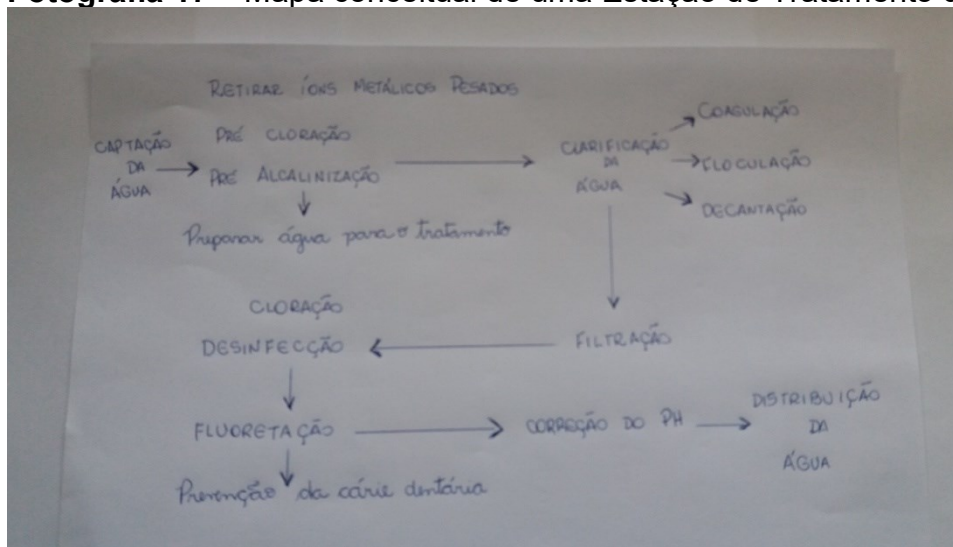 Mapa conceitual de uma Estação de Tratamento
RETIRAR ÍONS METÁLICOS PESADOS
CAPTAÇÃO
DA
ÁGUA
PRÉ CLORAÇÃO
PRÉ ALCALINIZAÇÃO
Preparar água para o tratamento
CLARIFICAÇÃO
DA
ÁGUA
COAGULAÇÃO
FLOCULAÇÃO
DECANTAÇÃO
FILTRAÇÃO
CLORAÇÃO
DESINFECÇÃO
FLUORETAÇÃO
Prevenção da cárie dentária
CORREÇÃO DO PH
DISTRIBUIÇÃO
DA
ÁGUA